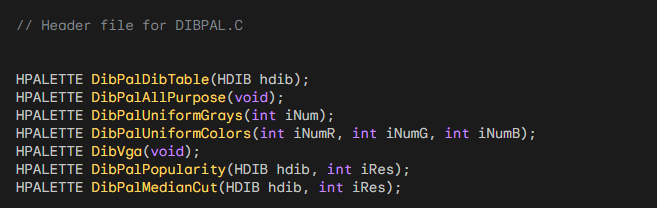 // Header file for DIBPAL.C
HPALETTE DibPalDibTable(HDIB hdib);
HPALETTE DibPalAllPurpose(void);
HPALETTE DibPalUniformGrays(int iNum);
HPALETTE DibPalUniformColors(int iNumR, int iNumG, int iNumB);
HPALETTE DibVga(void);
HPALETTE DibPalPopularity(HDIB hdib, int iRes);
HPALETTE DibPalMedianCut(HDIB hdib, int iRes);